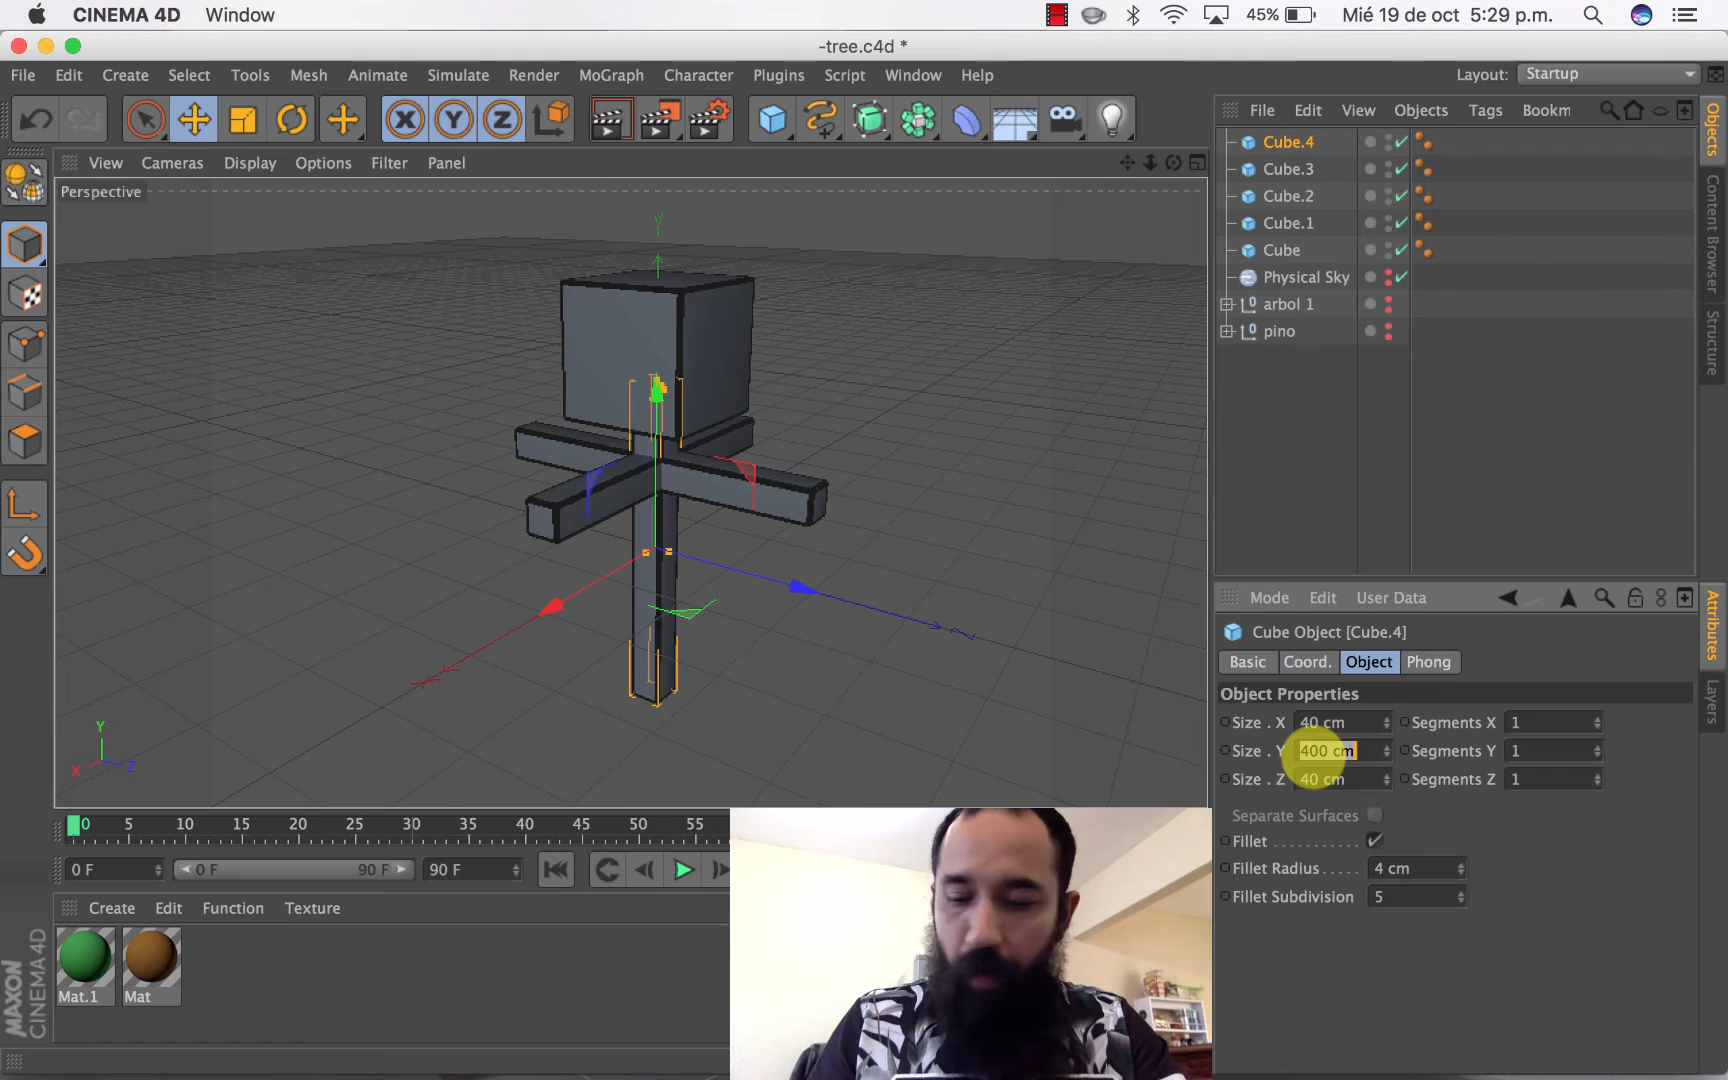 CINEMA 4D Window 45% Mié 19 de oct 5:29 p.m.
-tree.c4d *
File Edit Create Select Tools Mesh Animate Simulate Render MoGraph Character Plugins Script Window Help Layout: Startup
File Edit View Objects Tags Bookm
X Y Z
View Cameras Display Options Filter Panel
Perspective
Cube.4
Cube.3
Cube.2
Cube.1
Cube
Physical Sky
0 arbol 1
0 pino
Objects
Content Browser
Structure
Y
Y
X
Z
Mode Edit User Data
Cube Object [Cube.4]
Basic Coord. Object Phong
Object Properties
Size . X 40 cm Segments X 1
Size . Y 400 cm Segments Y 1
Size . Z 40 cm Segments Z 1
Separate Surfaces
Fillet . . . . . . . . . . .
Fillet Radius . . . . 4 cm
Fillet Subdivision 5
Attributes
Layers
0 5 10 15 20 25 30 35 40 45 50 55
0 F 0 F 90 F 90 F
Create Edit Function Texture
Mat.1 Mat
MAXON
CINEMA 4D